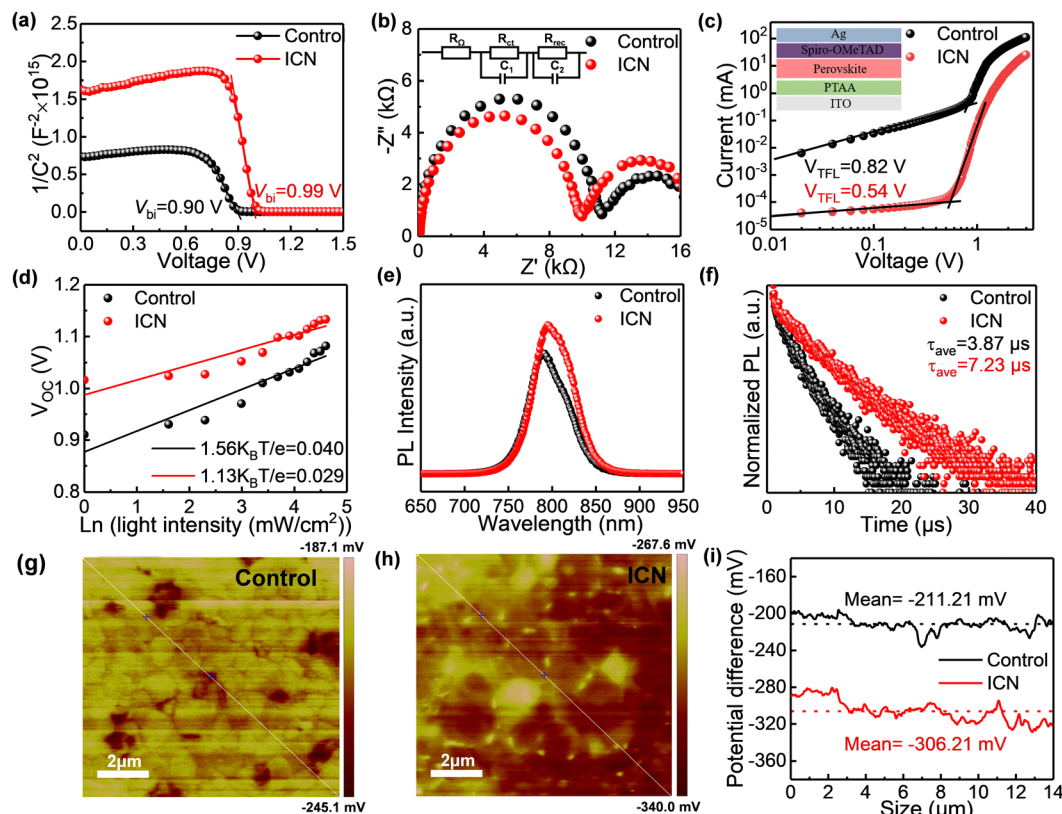 (a)
Control
ICN
1/C² (F⁻²×10¹⁵)
2.5
2.0
1.5
1.0
0.5
0.0
V_bi=0.90 V
V_bi=0.99 V
0.0 0.3 0.6 0.9 1.2 1.5
Voltage (V)
(b)
R_Ω R_ct R_rec
C₁ C₂
Control
ICN
-Z'' (kΩ)
8
6
4
2
0
0 2 4 6 8 10 12 14 16
Z' (kΩ)
(c)
Ag
Spiro-OMeTAD
Perovskite
PTAA
ITO
Control
ICN
Current (mA)
10²
10¹
10⁰
10⁻¹
10⁻²
10⁻³
10⁻⁴
10⁻⁵
V_TFL=0.82 V
V_TFL=0.54 V
0.01 0.1 1
Voltage (V)
(d)
Control
ICN
V_OC (V)
1.2
1.1
1.0
0.9
0.8
1.56K_BT/e=0.040
1.13K_BT/e=0.029
0 1 2 3 4 5
Ln (light intensity (mW/cm²))
(e)
Control
ICN
PL Intensity (a.u.)
650 700 750 800 850 900 950
Wavelength (nm)
(f)
Control
ICN
τ_ave=3.87 μs
τ_ave=7.23 μs
Normalized PL (a.u.)
0 10 20 30 40
Time (μs)
(g)
Control
2μm
-187.1 mV
-245.1 mV
(h)
ICN
2μm
-267.6 mV
-340.0 mV
(i)
Potential difference (mV)
-160
-200
-240
-280
-320
-360
Mean= -211.21 mV
Control
ICN
Mean= -306.21 mV
0 2 4 6 8 10 12 14
Size (μm)